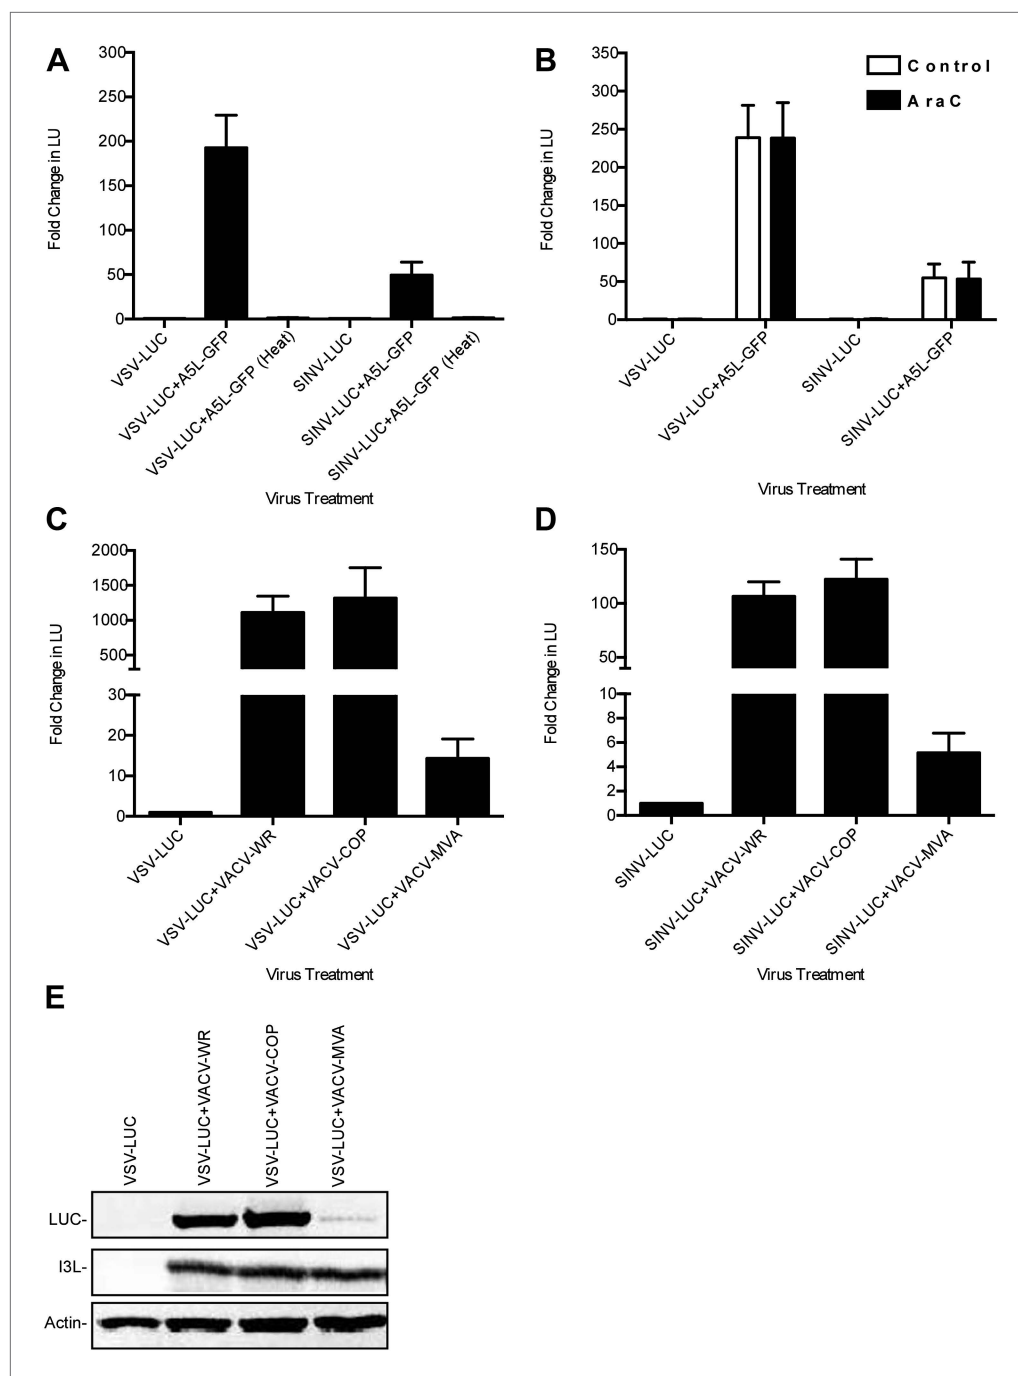 A
Fold Change in LU
300
250
200
150
100
50
0
VSV-LUC
VSV-LUC+A5L-GFP
VSV-LUC+A5L-GFP (Heat)
SINV-LUC
SINV-LUC+A5L-GFP
SINV-LUC+A5L-GFP (Heat)
Virus Treatment
B
Fold Change in LU
350
300
250
200
150
100
50
0
Control
AraC
VSV-LUC
VSV-LUC+A5L-GFP
SINV-LUC
SINV-LUC+A5L-GFP
Virus Treatment
C
Fold Change in LU
2000
1500
1000
500
30
20
10
0
VSV-LUC
VSV-LUC+VACV-WR
VSV-LUC+VACV-COP
VSV-LUC+VACV-MVA
Virus Treatment
D
Fold Change in LU
150
100
50
10
8
6
4
2
0
SINV-LUC
SINV-LUC+VACV-WR
SINV-LUC+VACV-COP
SINV-LUC+VACV-MVA
Virus Treatment
E
VSV-LUC
VSV-LUC+VACV-WR
VSV-LUC+VACV-COP
VSV-LUC+VACV-MVA
LUC-
I3L-
Actin-